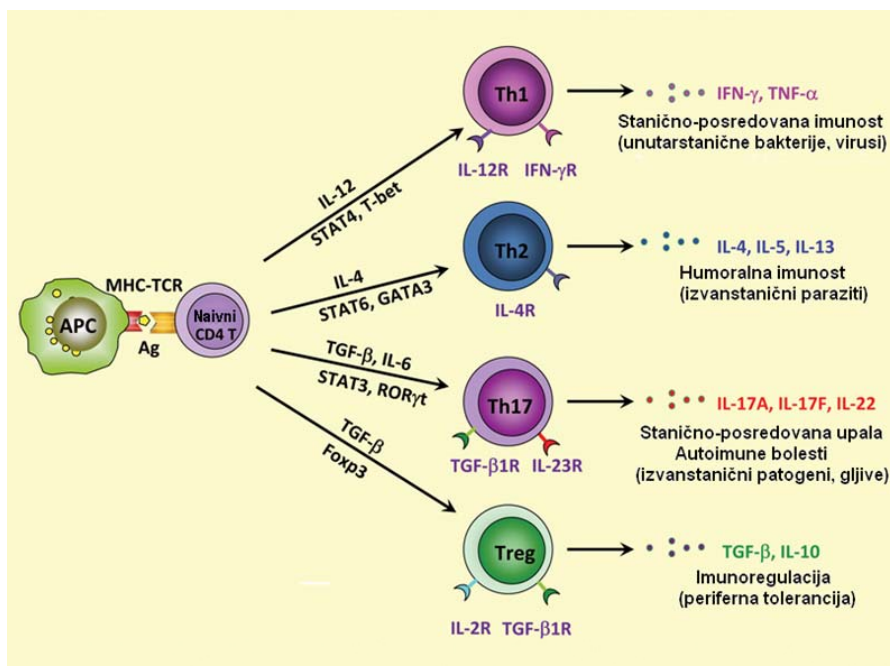 MHC-TCR
APC
Ag
Naivni
CD4 T
IL-12
STAT4, T-bet
Th1
IL-12R IFN-γR
IFN-γ, TNF-α
Stanično-posredovana imunost
(unutarstanične bakterije, virusi)
IL-4
STAT6, GATA3
Th2
IL-4R
IL-4, IL-5, IL-13
Humoralna imunost
(izvanstanični paraziti)
TGF-β, IL-6
STAT3, RORγt
Th17
TGF-β1R IL-23R
IL-17A, IL-17F, IL-22
Stanično-posredovana upala
Autoimune bolesti
(izvanstanični patogeni, gljive)
TGF-β
Foxp3
Treg
IL-2R TGF-β1R
TGF-β, IL-10
Imunoregulacija
(periferna tolerancija)